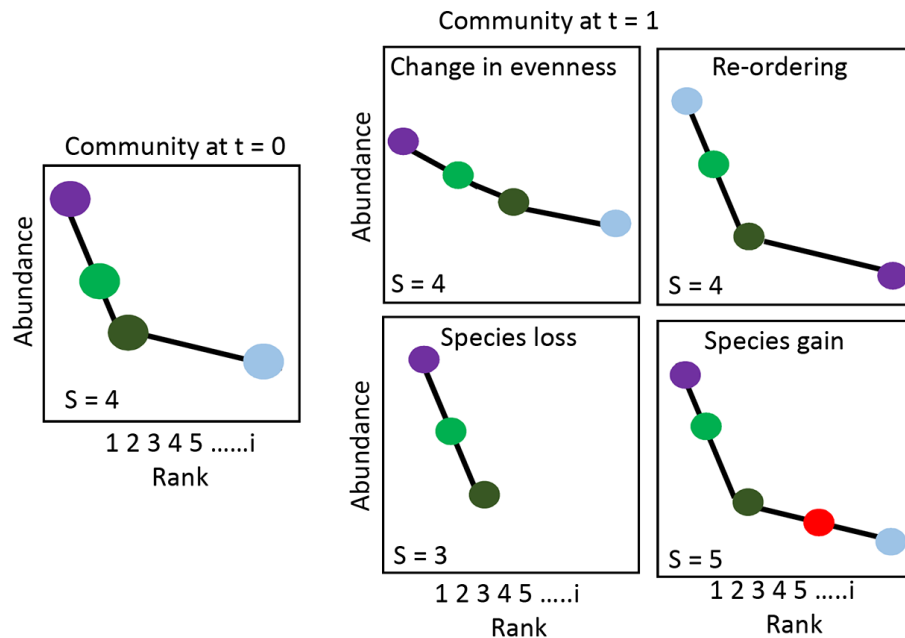 Community at t = 1
Community at t = 0
Abundance
S = 4
1 2 3 4 5 ......i
Rank
Change in evenness
Abundance
S = 4
Re-ordering
S = 4
Species loss
Abundance
S = 3
1 2 3 4 5 .....i
Rank
Species gain
S = 5
1 2 3 4 5 .....i
Rank